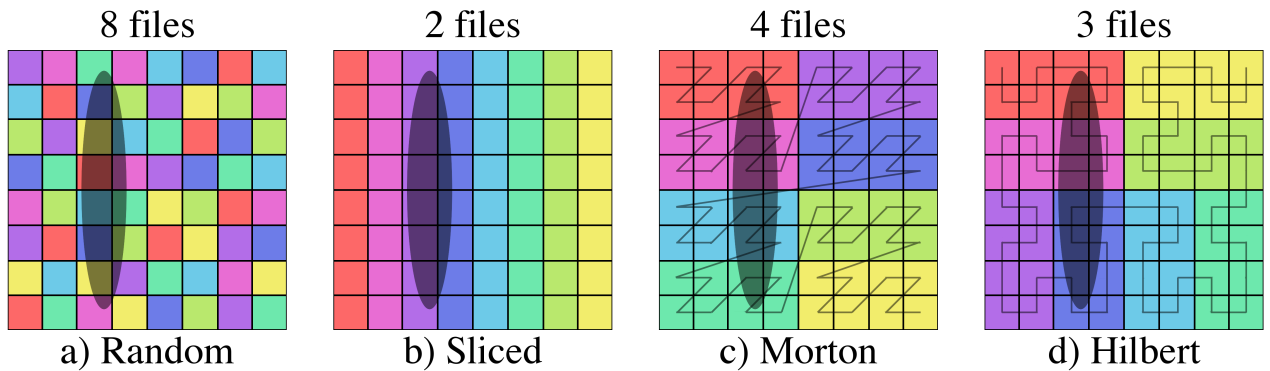 8 files
2 files
4 files
3 files
a) Random
b) Sliced
c) Morton
d) Hilbert